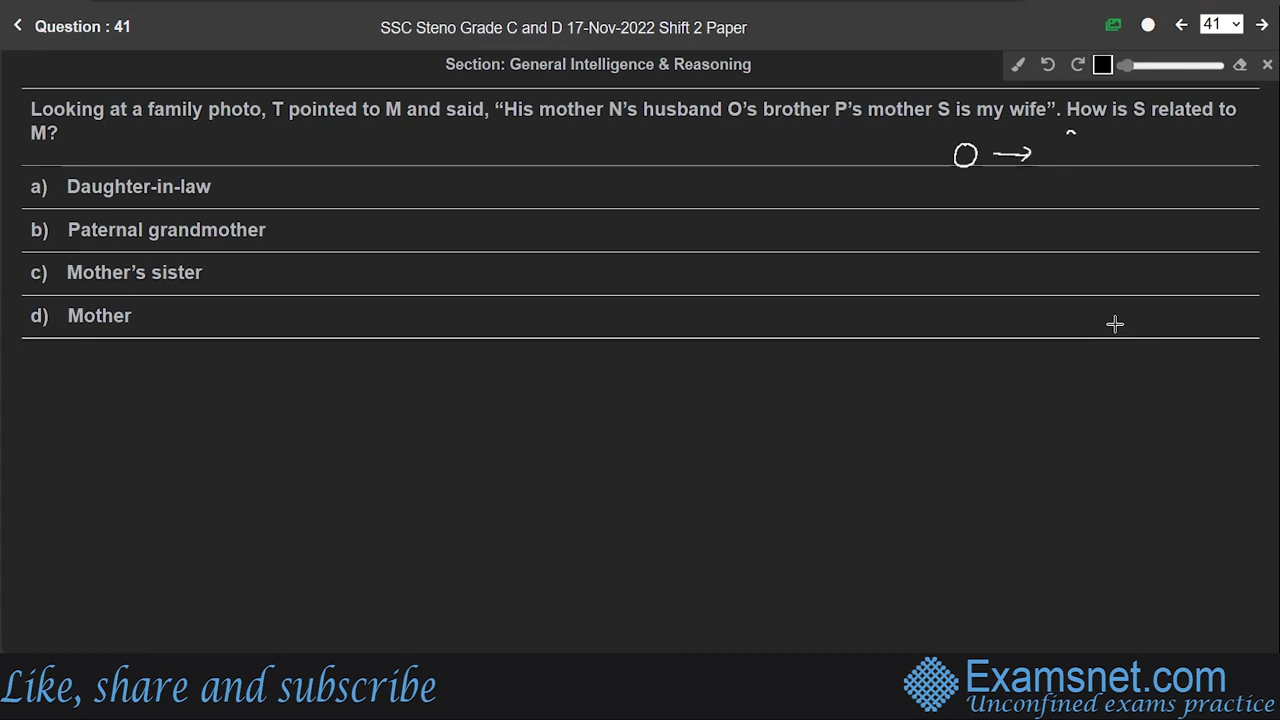 Question : 41
SSC Steno Grade C and D 17-Nov-2022 Shift 2 Paper
41
Section: General Intelligence & Reasoning
Looking at a family photo, T pointed to M and said, “His mother N’s husband O’s brother P’s mother S is my wife”. How is S related to
M?
O →
a) Daughter-in-law
b) Paternal grandmother
c) Mother’s sister
d) Mother
Like, share and subscribe
Examsnet.com
Unconfined exams practice